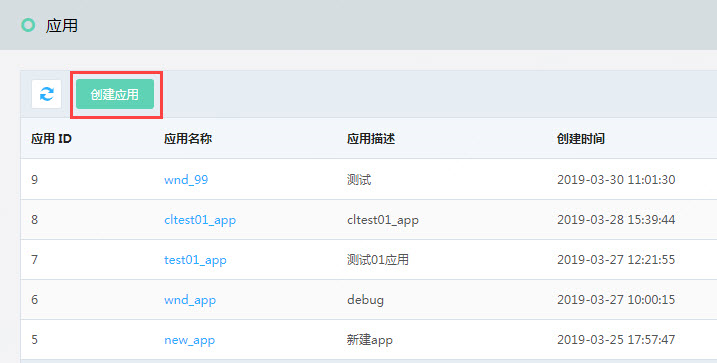 应用
创建应用
应用 ID 应用名称 应用描述 创建时间
9 wnd_99 测试 2019-03-30 11:01:30
8 cltest01_app cltest01_app 2019-03-28 15:39:44
7 test01_app 测试01应用 2019-03-27 12:21:55
6 wnd_app debug 2019-03-27 10:00:15
5 new_app 新建app 2019-03-25 17:57:47